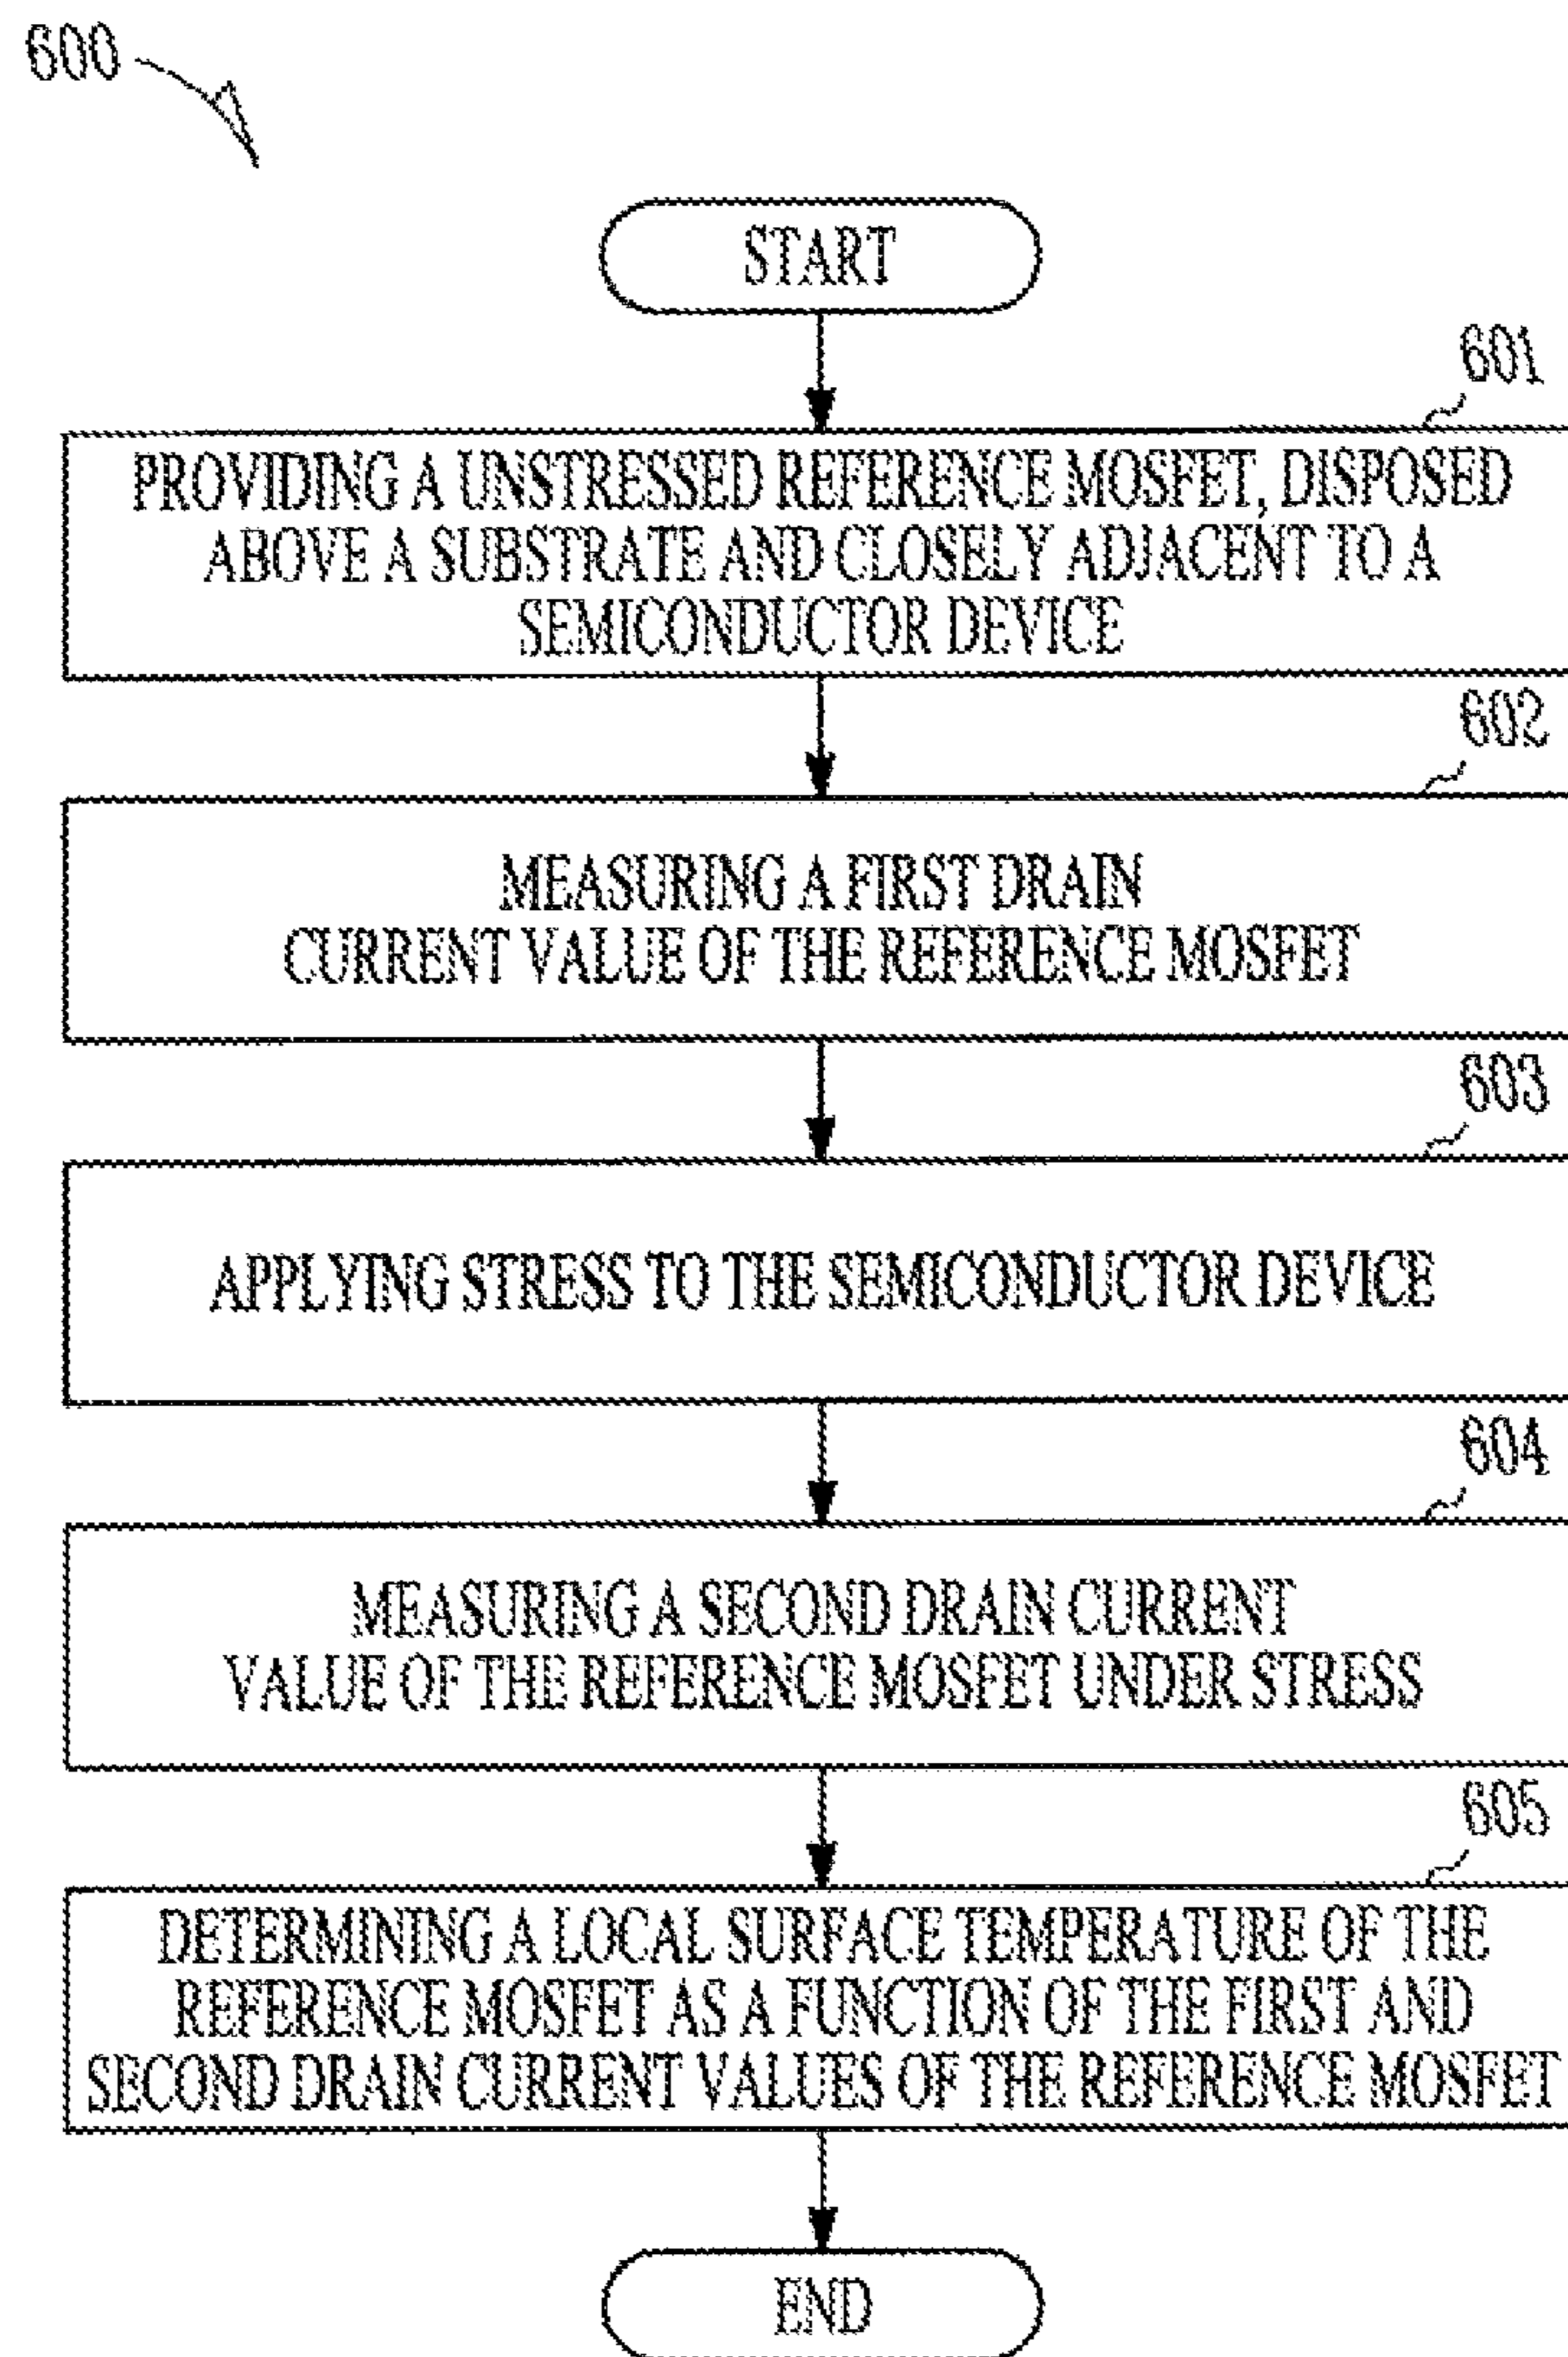 600
START
601
PROVIDING A UNSTRESSED REFERENCE MOSFET, DISPOSED
ABOVE A SUBSTRATE AND CLOSELY ADJACENT TO A
SEMICONDUCTOR DEVICE
602
MEASURING A FIRST DRAIN
CURRENT VALUE OF THE REFERENCE MOSFET
603
APPLYING STRESS TO THE SEMICONDUCTOR DEVICE
604
MEASURING A SECOND DRAIN CURRENT
VALUE OF THE REFERENCE MOSFET UNDER STRESS
605
DETERMINING A LOCAL SURFACE TEMPERATURE OF THE
REFERENCE MOSFET AS A FUNCTION OF THE FIRST AND
SECOND DRAIN CURRENT VALUES OF THE REFERENCE MOSFET
END